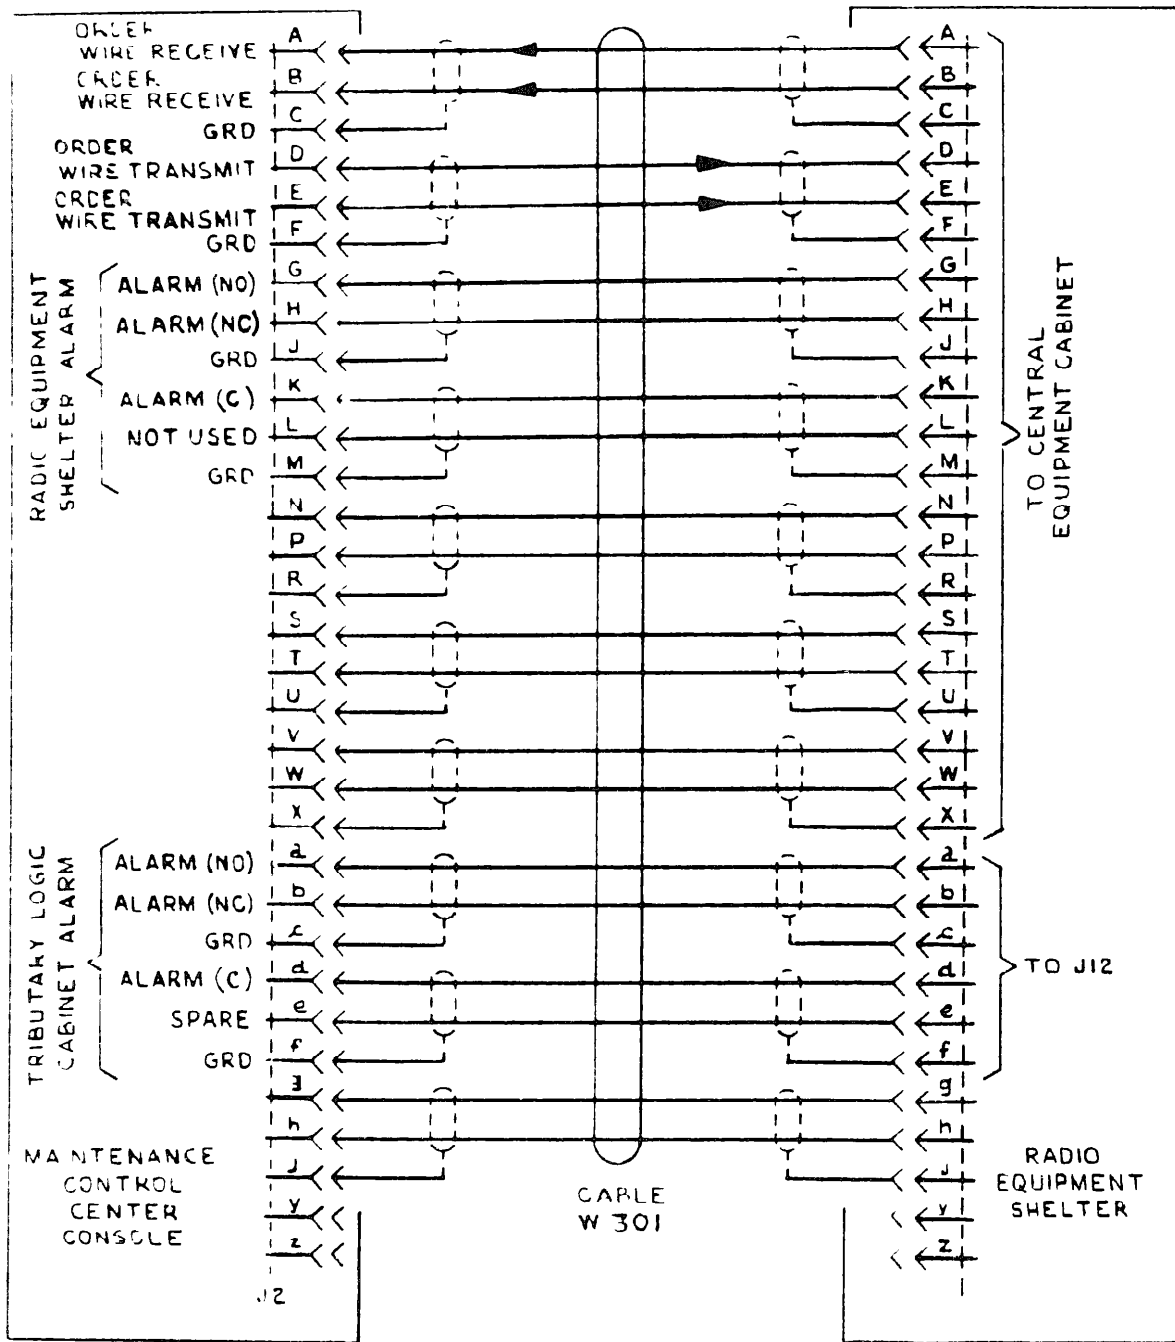 ORDER
WIRE RECEIVE A A
ORDER
WIRE RECEIVE B B
GRD C C
ORDER
WIRE TRANSMIT D D
ORDER
WIRE TRANSMIT E E
GRD F F
RADIO EQUIPMENT
SHELTER ALARM
ALARM (NO) G G
ALARM (NC) H H
GRD J J
ALARM (C) K K
NOT USED L L
GRD M M
N N
P P
R R
S S
T T
U U
V V
W W
X X
TO CENTRAL
EQUIPMENT CABINET
TRIBUTARY LOGIC
CABINET ALARM
ALARM (NO) a a
ALARM (NC) b b
GRD c c
ALARM (C) d d
SPARE e e
GRD f f
TO J12
g g
h h
J j
y y
z z
MAINTENANCE
CONTROL
CENTER
CONSOLE
J2
CABLE
W 301
RADIO
EQUIPMENT
SHELTER